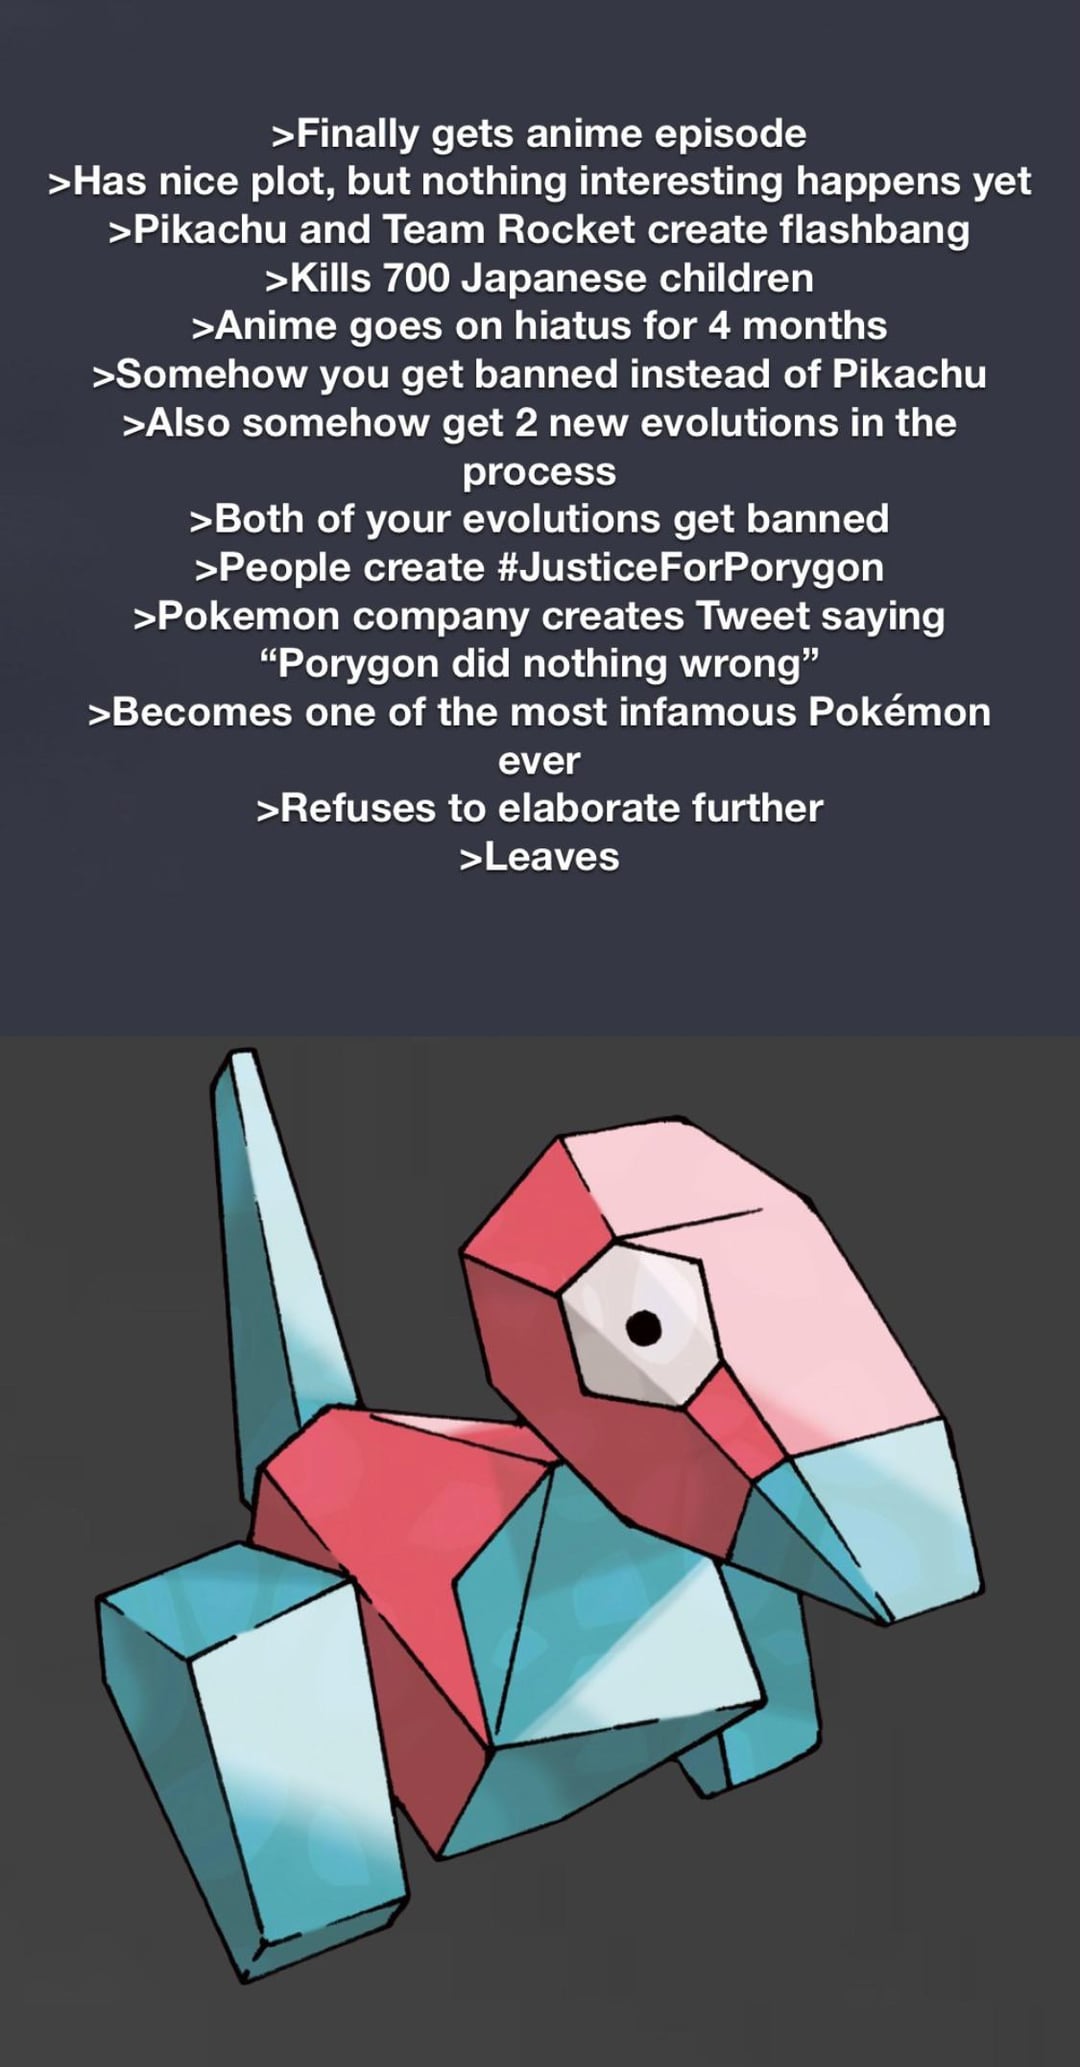 >Finally gets anime episode
>Has nice plot, but nothing interesting happens yet
>Pikachu and Team Rocket create flashbang
>Kills 700 Japanese children
>Anime goes on hiatus for 4 months
>Somehow you get banned instead of Pikachu
>Also somehow get 2 new evolutions in the
process
>Both of your evolutions get banned
>People create #JusticeForPorygon
>Pokemon company creates Tweet saying
“Porygon did nothing wrong”
>Becomes one of the most infamous Pokémon
ever
>Refuses to elaborate further
>Leaves